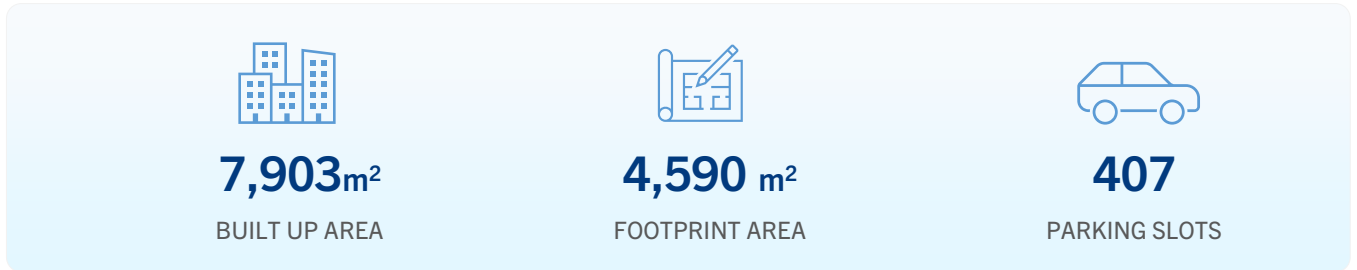 7,903m² 4,590 m² 407
BUILT UP AREA FOOTPRINT AREA PARKING SLOTS